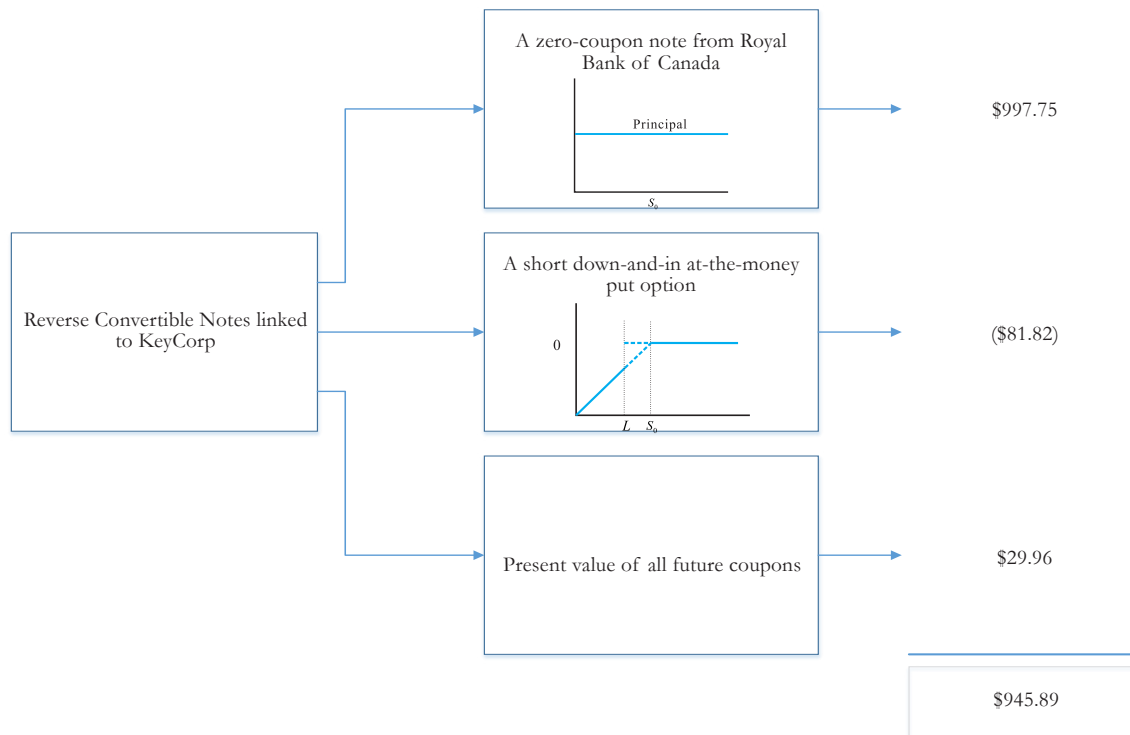 A zero-coupon note from Royal
Bank of Canada
Principal
S₀
$997.75
Reverse Convertible Notes linked
to KeyCorp
A short down-and-in at-the-money
put option
0
L S₀
($81.82)
Present value of all future coupons
$29.96
$945.89